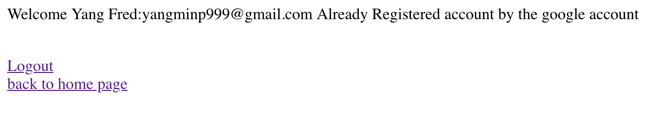 Welcome Yang Fred:yangminp999@gmail.com Already Registered account by the google account
Logout
back to home page